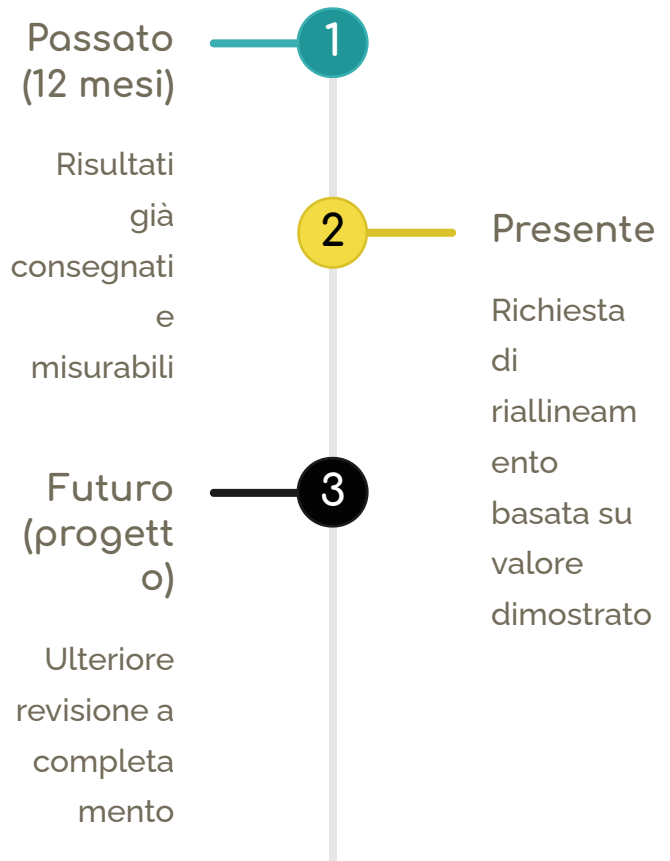 1
Passato
(12 mesi)
Risultati
già
consegnati
e
misurabili
2
Presente
Richiesta
di
riallineam
ento
basata su
valore
dimostrato
3
Futuro
(progett
o)
Ulteriore
revisione a
completa
mento